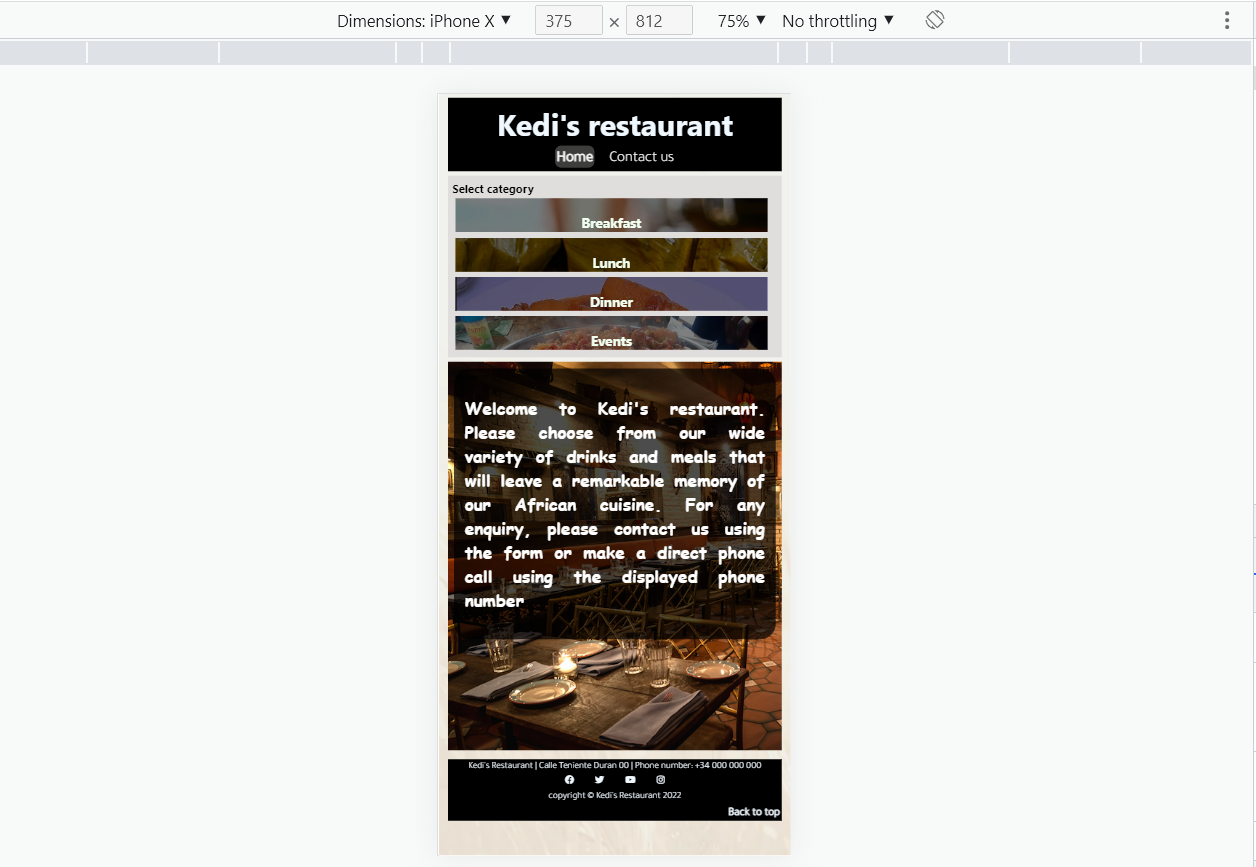 Dimensions: iPhone X ▼ 375 × 812 75% ▼ No throttling ▼
Kedi's restaurant
Home Contact us
Select category
Breakfast
Lunch
Dinner
Events
Welcome to Kedi's restaurant.
Please choose from our wide
variety of drinks and meals that
will leave a remarkable memory of
our African cuisine. For any
enquiry, please contact us using
the form or make a direct phone
call using the displayed phone
number
Kedi's Restaurant | Calle Teniente Duran 00 | Phone number: +34 000 000 000
copyright © Kedi's Restaurant 2022
Back to top